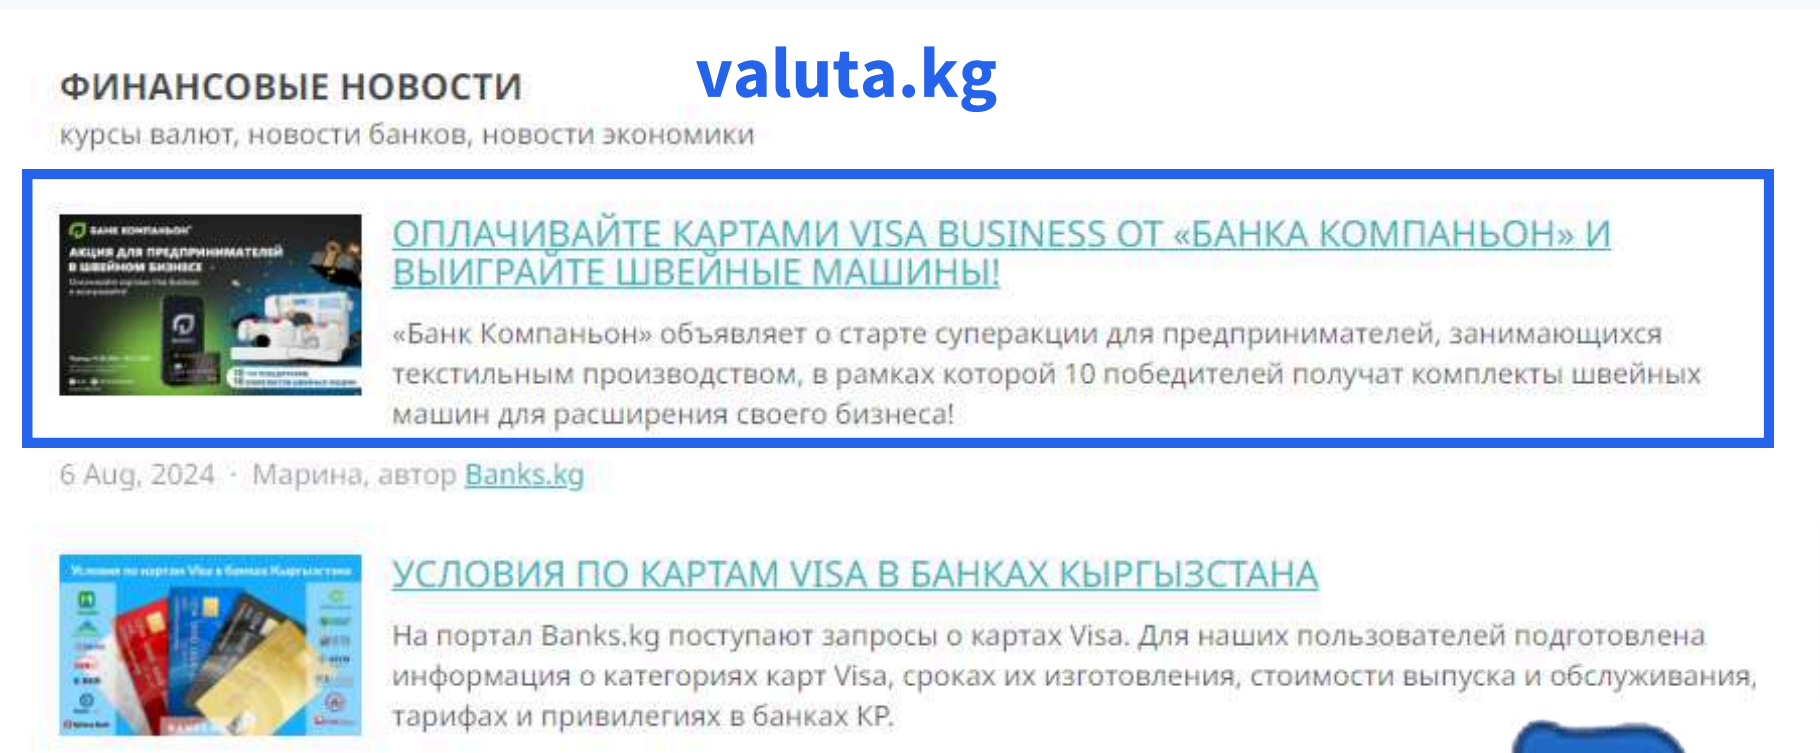 valuta.kg
ФИНАНСОВЫЕ НОВОСТИ
курсы валют, новости банков, новости экономики
БАНК КОМПАНЬОН
АКЦИЯ ДЛЯ ПРЕДПРИНИМАТЕЛЕЙ
В ШВЕЙНОМ БИЗНЕСЕ
ОПЛАЧИВАЙТЕ КАРТАМИ VISA BUSINESS ОТ «БАНКА КОМПАНЬОН» И
ВЫИГРАЙТЕ ШВЕЙНЫЕ МАШИНЫ!
«Банк Компаньон» объявляет о старте суперакции для предпринимателей, занимающихся
текстильным производством, в рамках которой 10 победителей получат комплекты швейных
машин для расширения своего бизнеса!
6 Aug, 2024 · Марина, автор Banks.kg
Условия по картам Visa в банках Кыргызстана
УСЛОВИЯ ПО КАРТАМ VISA В БАНКАХ КЫРГЫЗСТАНА
На портал Banks.kg поступают запросы о картах Visa. Для наших пользователей подготовлена
информация о категориях карт Visa, сроках их изготовления, стоимости выпуска и обслуживания,
тарифах и привилегиях в банках КР.